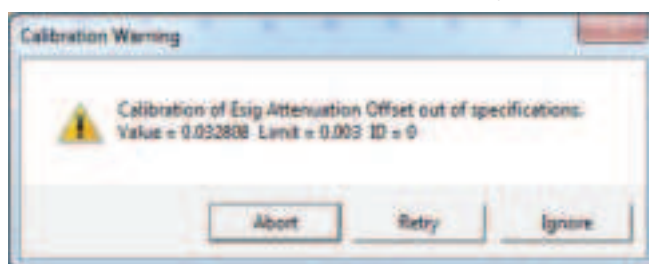 Calibration Warning
Calibration of Esig Attenuation Offset out of specifications.
Value = 0.032808 Limit = 0.003 ID = 0
Abort
Retry
Ignore